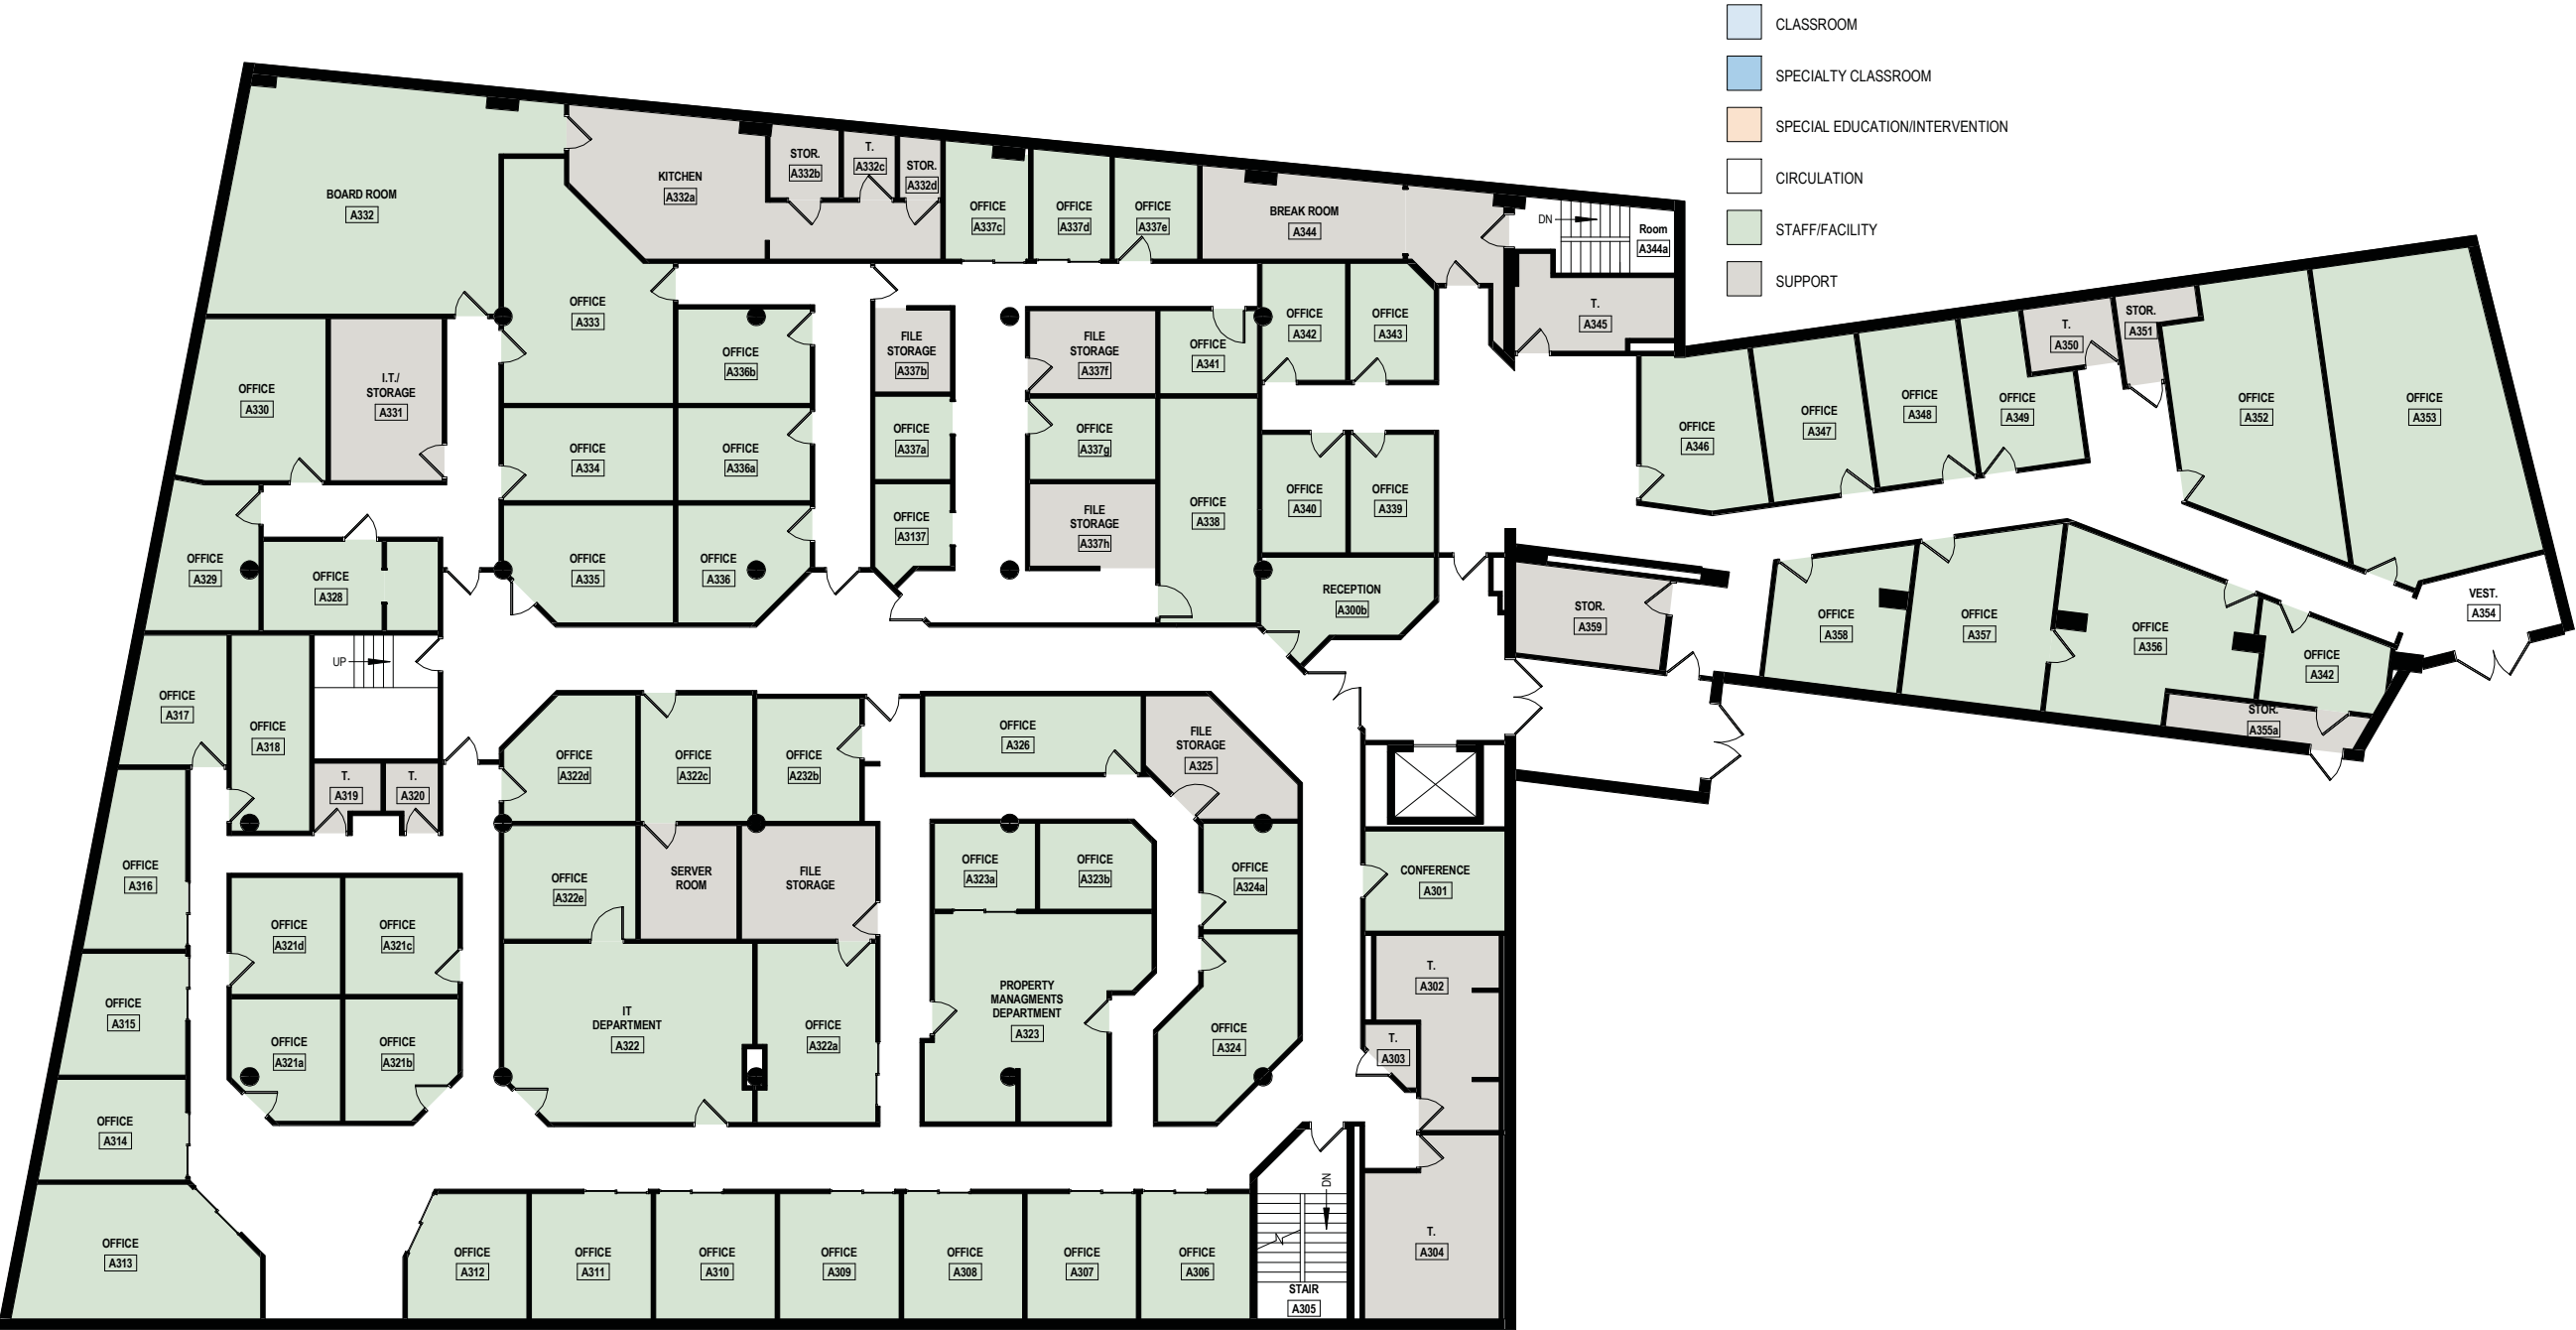 CLASSROOM
SPECIALTY CLASSROOM
SPECIAL EDUCATION/INTERVENTION
CIRCULATION
STAFF/FACILITY
SUPPORT
BOARD ROOM
A332
KITCHEN
A332a
STOR.
A332b
T.
A332c
STOR.
A332d
OFFICE
A337c
OFFICE
A337d
OFFICE
A337e
BREAK ROOM
A344
DN
Room
A344a
T.
A345
OFFICE
A333
OFFICE
A336b
FILE
STORAGE
A337b
FILE
STORAGE
A337f
OFFICE
A341
OFFICE
A342
OFFICE
A343
OFFICE
A330
I.T./
STORAGE
A331
OFFICE
A334
OFFICE
A336a
OFFICE
A337a
OFFICE
A337g
OFFICE
A338
OFFICE
A340
OFFICE
A339
OFFICE
A346
OFFICE
A347
OFFICE
A348
OFFICE
A349
T.
A350
STOR.
A351
OFFICE
A352
OFFICE
A353
OFFICE
A329
OFFICE
A328
OFFICE
A335
OFFICE
A336
OFFICE
A3137
FILE
STORAGE
A337h
RECEPTION
A300b
STOR.
A359
OFFICE
A358
OFFICE
A357
OFFICE
A356
OFFICE
A342
VEST.
A354
STOR.
A355a
UP
OFFICE
A317
OFFICE
A318
T.
A319
T.
A320
OFFICE
A322d
OFFICE
A322c
OFFICE
A232b
OFFICE
A326
FILE
STORAGE
A325
OFFICE
A316
OFFICE
A321d
OFFICE
A321c
OFFICE
A322e
SERVER
ROOM
FILE
STORAGE
OFFICE
A323a
OFFICE
A323b
OFFICE
A324a
CONFERENCE
A301
OFFICE
A315
OFFICE
A321a
OFFICE
A321b
IT
DEPARTMENT
A322
OFFICE
A322a
PROPERTY
MANAGMENTS
DEPARTMENT
A323
OFFICE
A324
T.
A302
T.
A303
OFFICE
A314
OFFICE
A313
OFFICE
A312
OFFICE
A311
OFFICE
A310
OFFICE
A309
OFFICE
A308
OFFICE
A307
OFFICE
A306
DN
STAIR
A305
T.
A304